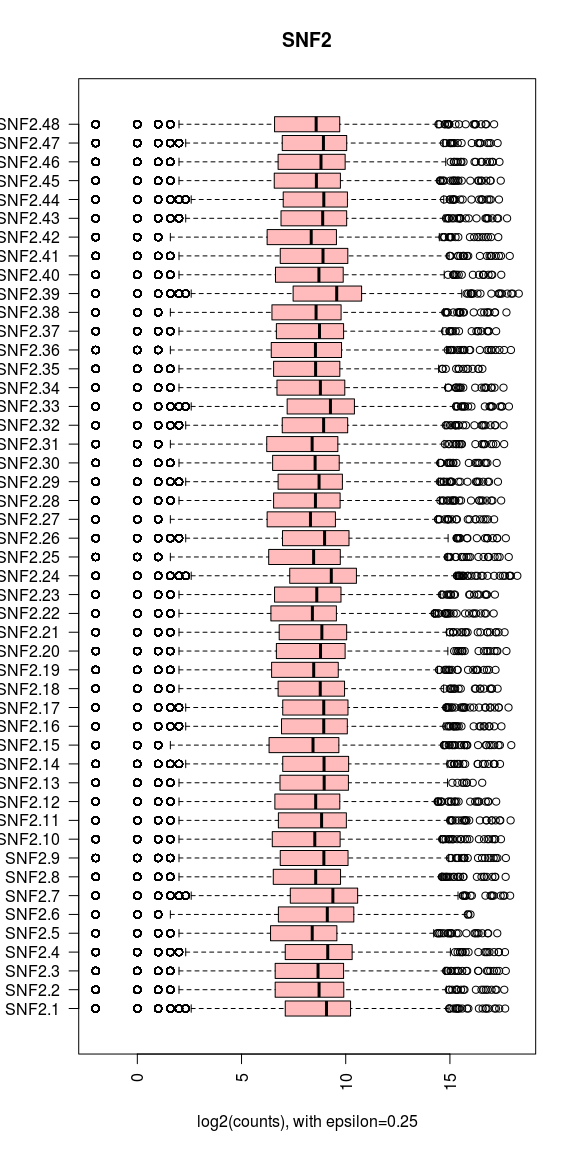 SNF2
SNF2.48
SNF2.47
SNF2.46
SNF2.45
SNF2.44
SNF2.43
SNF2.42
SNF2.41
SNF2.40
SNF2.39
SNF2.38
SNF2.37
SNF2.36
SNF2.35
SNF2.34
SNF2.33
SNF2.32
SNF2.31
SNF2.30
SNF2.29
SNF2.28
SNF2.27
SNF2.26
SNF2.25
SNF2.24
SNF2.23
SNF2.22
SNF2.21
SNF2.20
SNF2.19
SNF2.18
SNF2.17
SNF2.16
SNF2.15
SNF2.14
SNF2.13
SNF2.12
SNF2.11
SNF2.10
SNF2.9
SNF2.8
SNF2.7
SNF2.6
SNF2.5
SNF2.4
SNF2.3
SNF2.2
SNF2.1
0 5 10 15
log2(counts), with epsilon=0.25